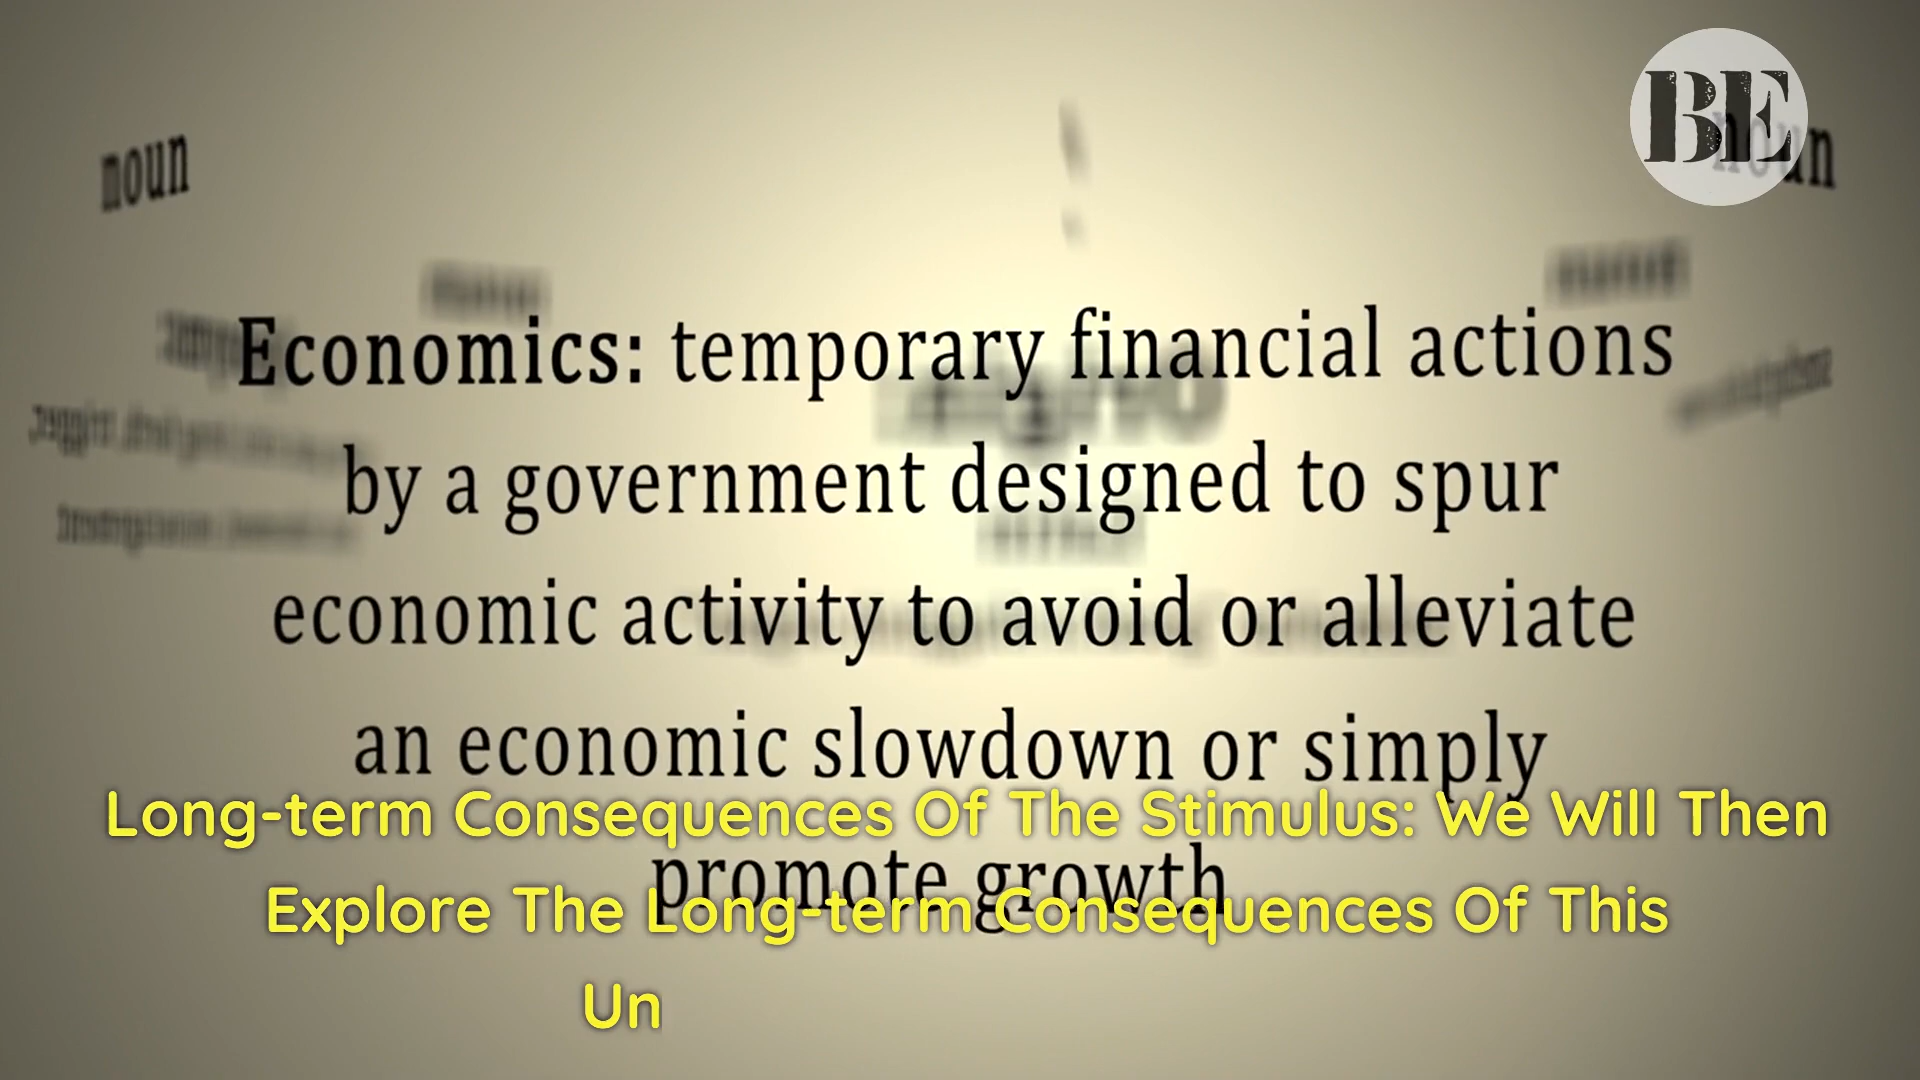 BE
noun
noun
Economics: temporary financial actions
by a government designed to spur
economic activity to avoid or alleviate
an economic slowdown or simply
promote growth
Long-term Consequences Of The Stimulus: We Will Then
Explore The Long-term Consequences Of This
Un